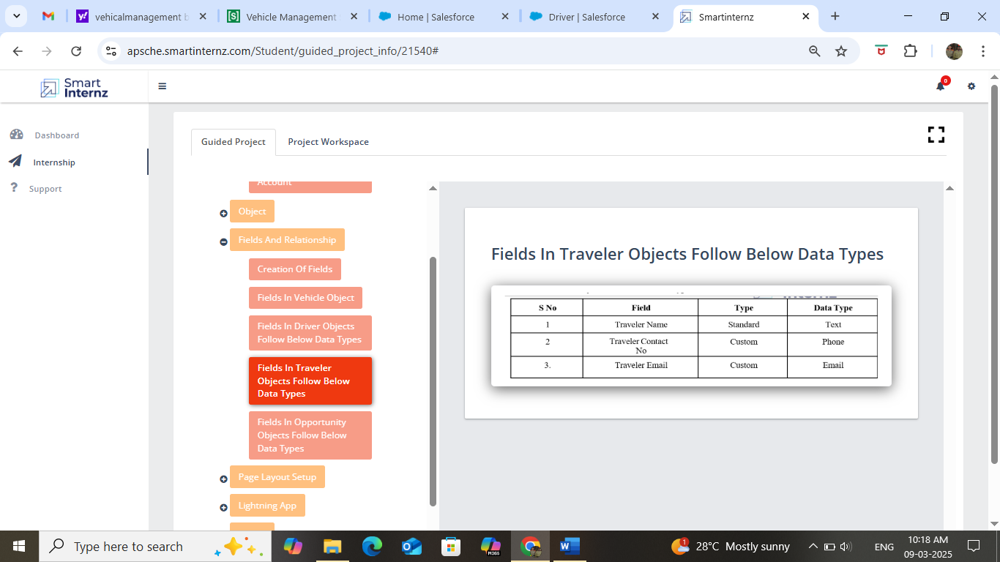 vehicalmanagement b
Vehicle Management
Home | Salesforce
Driver | Salesforce
Smartinternz
apsche.smartinternz.com/Student/guided_project_info/21540#
Smart
Internz
0
Dashboard
Internship
Support
Guided Project
Project Workspace
Account
Object
Fields And Relationship
Creation Of Fields
Fields In Vehicle Object
Fields In Driver Objects
Follow Below Data Types
Fields In Traveler
Objects Follow Below
Data Types
Fields In Opportunity
Objects Follow Below
Data Types
Page Layout Setup
Lightning App
Fields In Traveler Objects Follow Below Data Types
S No Field Type Data Type
1 Traveler Name Standard Text
2 Traveler Contact Custom Phone
No
3. Traveler Email Custom Email
Type here to search
M365
1
28°C Mostly sunny
ENG
10:18 AM
09-03-2025